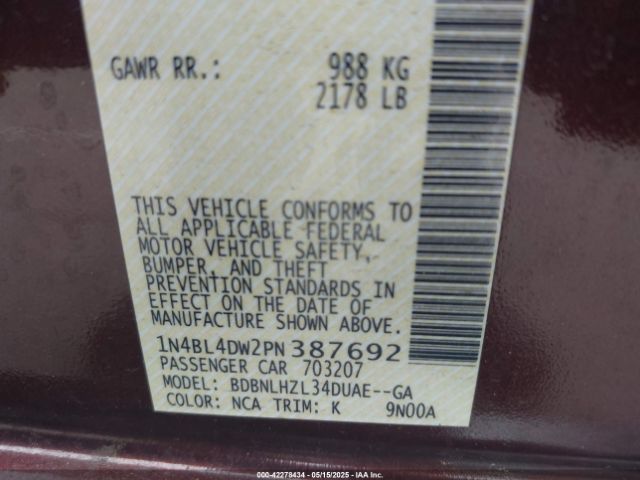 GAWR RR.: 988 KG
2178 LB
THIS VEHICLE CONFORMS TO
ALL APPLICABLE FEDERAL
MOTOR VEHICLE SAFETY,
BUMPER, AND THEFT
PREVENTION STANDARDS IN
EFFECT ON THE DATE OF
MANUFACTURE SHOWN ABOVE.
1N4BL4DW2PN387692
PASSENGER CAR 703207
MODEL: BDBNLHZL34DUAE--GA
COLOR: NCA TRIM: K 9N00A
000-42278434 - 05/15/2025 - IAA